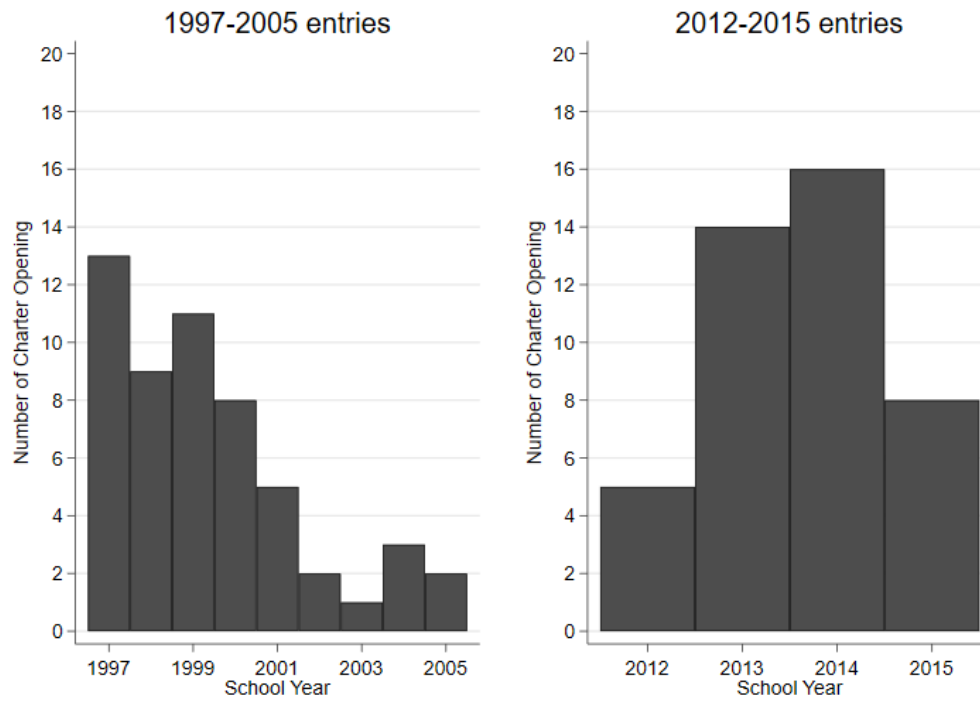 1997-2005 entries
20
18
16
14
12
10
8
6
4
2
0
Number of Charter Opening
1997 1999 2001 2003 2005
School Year
2012-2015 entries
20
18
16
14
12
10
8
6
4
2
0
Number of Charter Opening
2012 2013 2014 2015
School Year